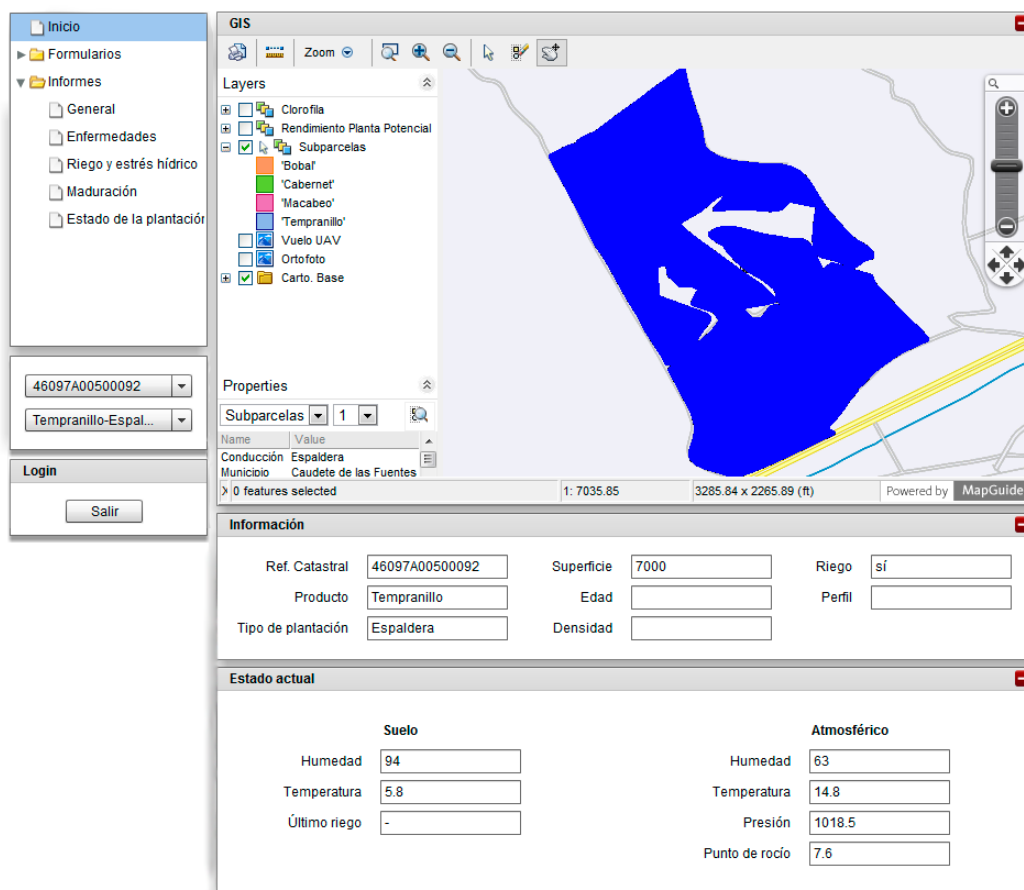 Inicio
Formularios
Informes
General
Enfermedades
Riego y estrés hídrico
Maduración
Estado de la plantación
46097A00500092
Tempranillo-Espal...
Login
Salir
GIS
Zoom
Layers
Clorofila
Rendimiento Planta Potencial
Subparcelas
'Bobal'
'Cabernet'
'Macabeo'
'Tempranillo'
Vuelo UAV
Ortofoto
Carto. Base
Properties
Subparcelas 1
Name Value
Conducción Espaldera
Municipio Caudete de las Fuentes
0 features selected 1: 7035.85 3285.84 x 2265.89 (ft) Powered by MapGuide
Información
Ref. Catastral 46097A00500092 Superficie 7000 Riego sí
Producto Tempranillo Edad Perfil
Tipo de plantación Espaldera Densidad
Estado actual
Suelo Atmosférico
Humedad 94 Humedad 63
Temperatura 5.8 Temperatura 14.8
Último riego - Presión 1018.5
Punto de rocío 7.6